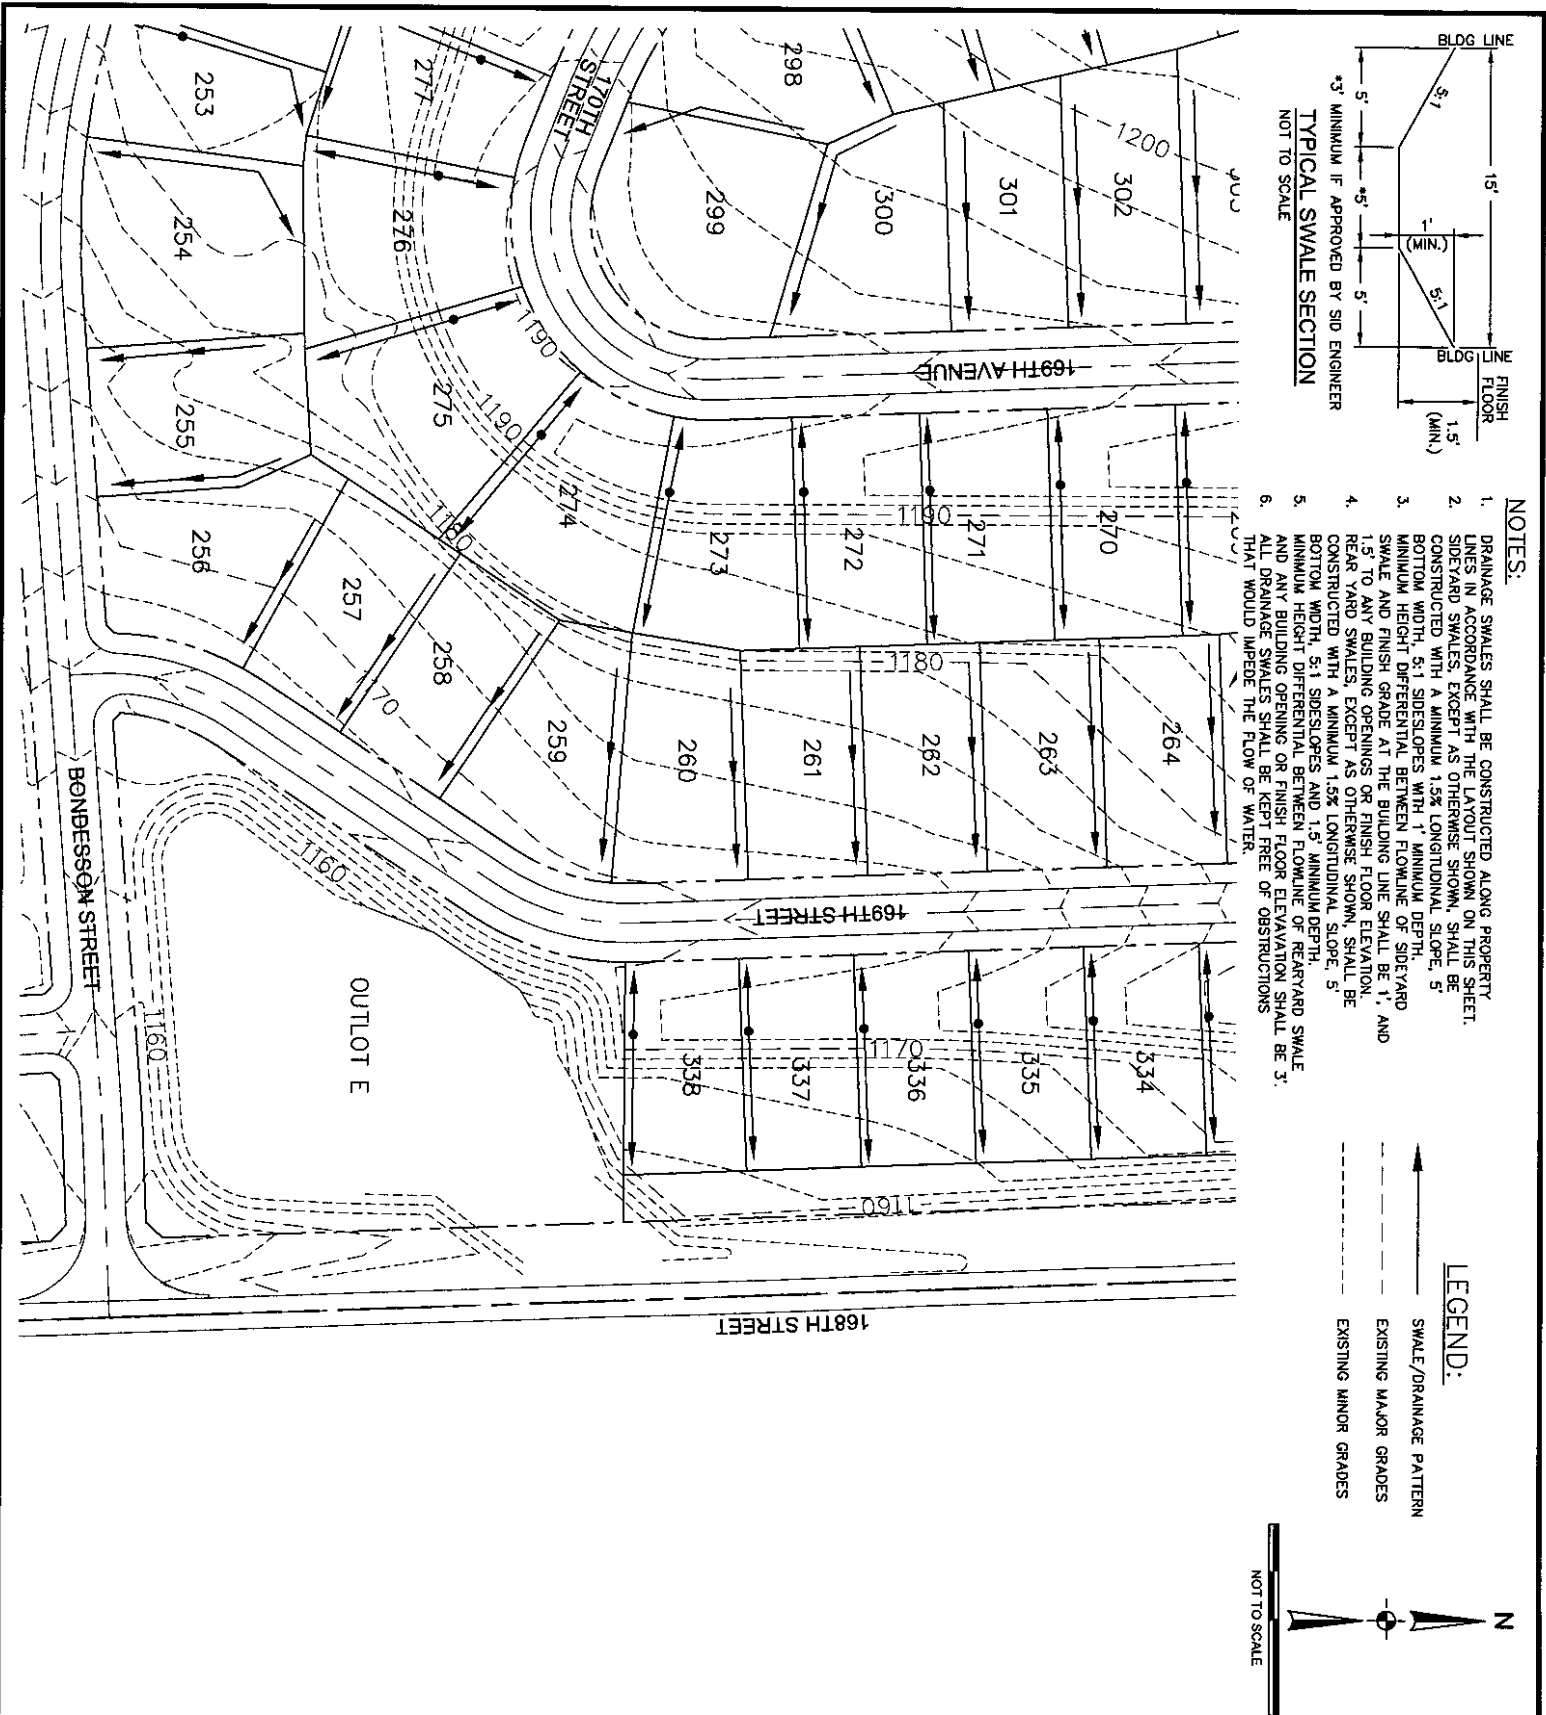 BLDG LINE
15'
BLDG LINE
FINISH
FLOOR
5:1
5:1
1'
(MIN.)
1.5'
(MIN.)
5'
*5'
5'
*3' MINIMUM IF APPROVED BY SID ENGINEER
TYPICAL SWALE SECTION
NOT TO SCALE
NOTES:
1. DRAINAGE SWALES SHALL BE CONSTRUCTED ALONG PROPERTY
LINES IN ACCORDANCE WITH THE LAYOUT SHOWN ON THIS SHEET.
2. SIDEYARD SWALES, EXCEPT AS OTHERWISE SHOWN, SHALL BE
CONSTRUCTED WITH A MINIMUM 1.5% LONGITUDINAL SLOPE, 5'
BOTTOM WIDTH, 5:1 SIDESLOPES WITH 1' MINIMUM DEPTH.
3. MINIMUM HEIGHT DIFFERENTIAL BETWEEN FLOWLINE OF SIDEYARD
SWALE AND FINISH GRADE AT THE BUILDING LINE SHALL BE 1', AND
1.5' TO ANY BUILDING OPENINGS OR FINISH FLOOR ELEVATION.
4. REAR YARD SWALES, EXCEPT AS OTHERWISE SHOWN, SHALL BE
CONSTRUCTED WITH A MINIMUM 1.5% LONGITUDINAL SLOPE, 5'
BOTTOM WIDTH, 5:1 SIDESLOPES AND 1.5' MINIMUM DEPTH.
5. MINIMUM HEIGHT DIFFERENTIAL BETWEEN FLOWLINE OF REARYARD SWALE
AND ANY BUILDING OPENING OR FINISH FLOOR ELEVAVATION SHALL BE 3'.
6. ALL DRAINAGE SWALES SHALL BE KEPT FREE OF OBSTRUCTIONS
THAT WOULD IMPEDE THE FLOW OF WATER.
LEGEND:
SWALE/DRAINAGE PATTERN
EXISTING MAJOR GRADES
EXISTING MINOR GRADES
N
NOT TO SCALE
1200
302
301
300
299
298
169TH AVENUE
170TH
STREET
270
1190
271
272
273
274
1190
275
1190
276
277
264
263
1180
262
261
260
259
258
257
1180
256
255
254
253
169TH STREET
334
335
1170
336
337
338
1160
168TH STREET
1160
OUTLOT E
1160
BONDESSON STREET